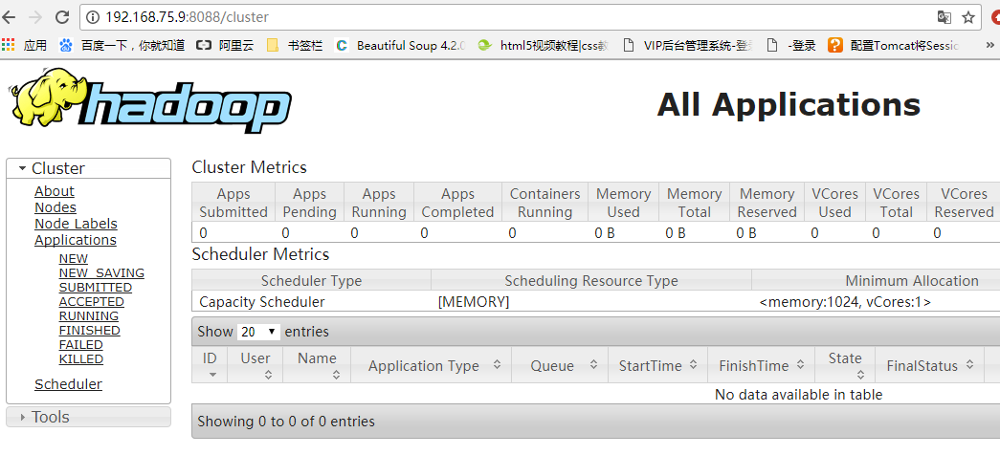 192.168.75.9:8088/cluster
应用 百度一下，你就知道 阿里云 书签栏 Beautiful Soup 4.2.0 html5视频教程|css教 VIP后台管理系统-登录 -登录 配置Tomcat将Sessio »
hadoop
All Applications
Cluster
About
Nodes
Node Labels
Applications
NEW
NEW_SAVING
SUBMITTED
ACCEPTED
RUNNING
FINISHED
FAILED
KILLED
Scheduler
Tools
Cluster Metrics
Apps Submitted Apps Pending Apps Running Apps Completed Containers Running Memory Used Memory Total Memory Reserved VCores Used VCores Total VCores Reserved
0 0 0 0 0 0 B 0 B 0 B 0 0 0
Scheduler Metrics
Scheduler Type Scheduling Resource Type Minimum Allocation
Capacity Scheduler [MEMORY] <memory:1024, vCores:1>
Show 20 entries
ID User Name Application Type Queue StartTime FinishTime State FinalStatus
No data available in table
Showing 0 to 0 of 0 entries